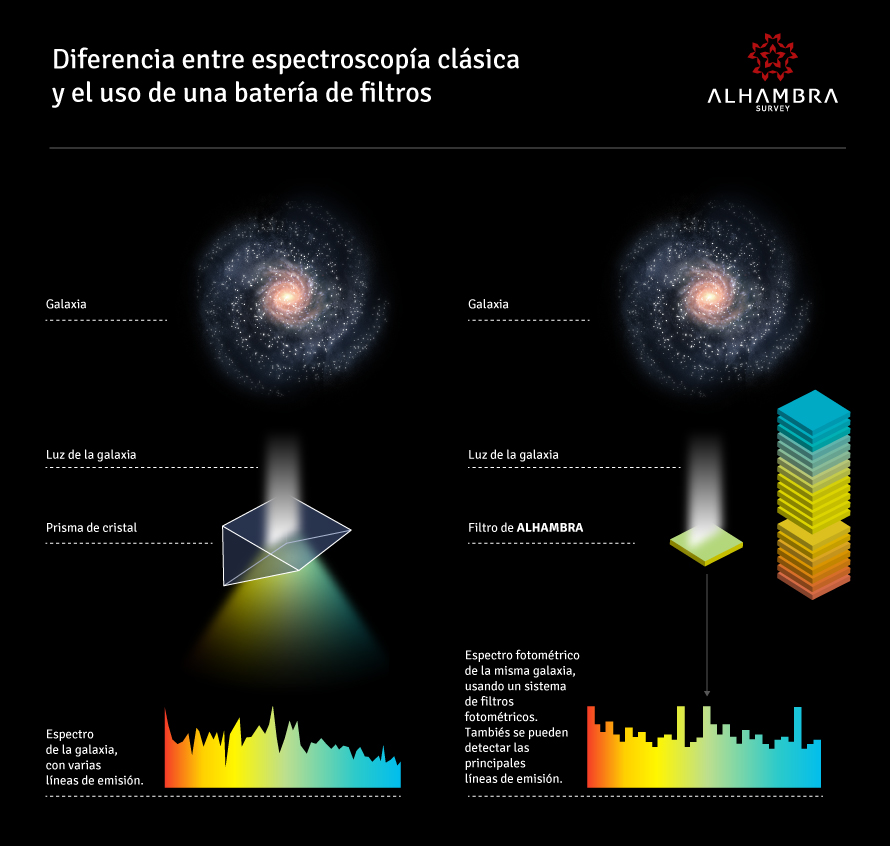 Diferencia entre espectroscopía clásica
y el uso de una batería de filtros
ALHAMBRA
SURVEY
Galaxia
Luz de la galaxia
Prisma de cristal
Espectro
de la galaxia,
con varias
líneas de emisión.
Galaxia
Luz de la galaxia
Filtro de ALHAMBRA
Espectro fotométrico
de la misma galaxia,
usando un sistema
de filtros
fotométricos.
Tambiés se pueden
detectar las
principales
líneas de emisión.